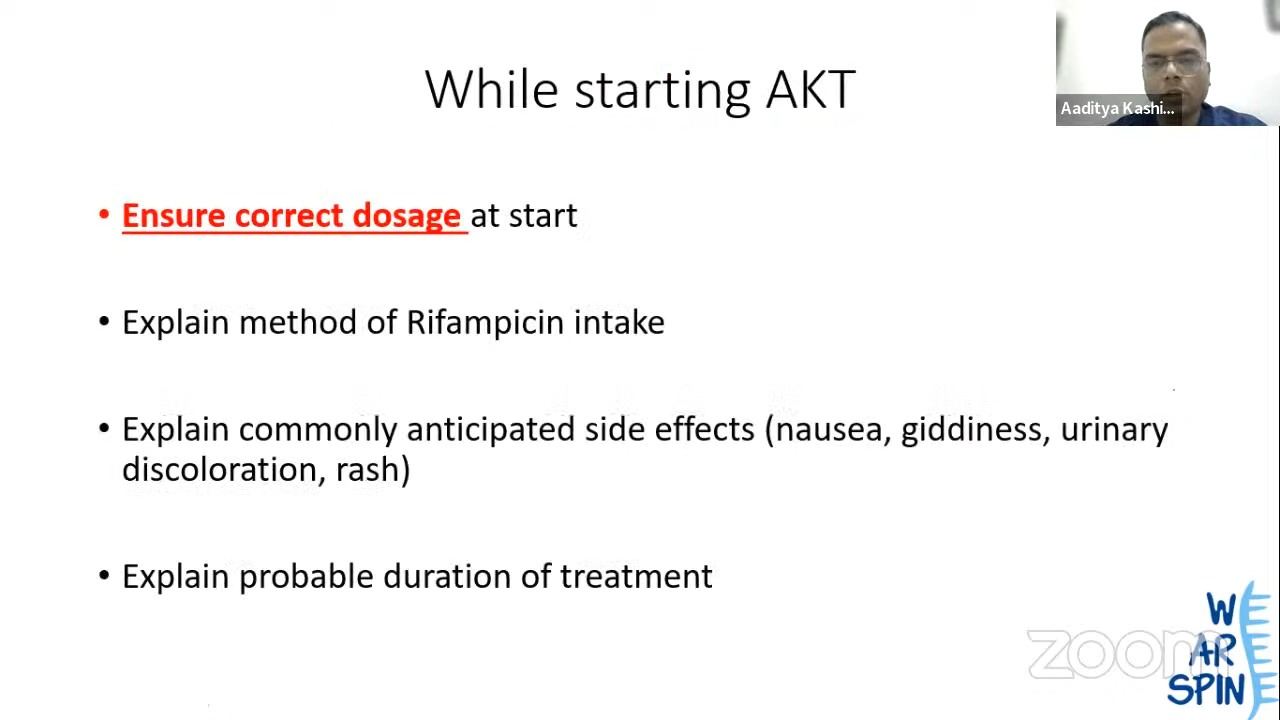 While starting AKT
Aaditya Kashi...
• Ensure correct dosage at start
• Explain method of Rifampicin intake
• Explain commonly anticipated side effects (nausea, giddiness, urinary
discoloration, rash)
• Explain probable duration of treatment
W
AR
SPIN
zoom